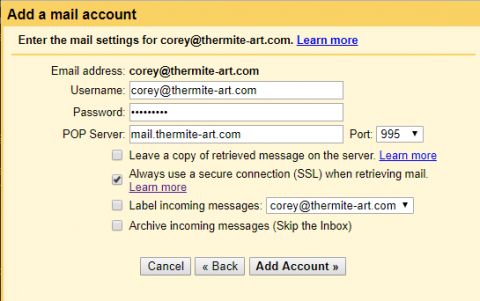 Add a mail account
Enter the mail settings for corey@thermite-art.com. Learn more
Email address: corey@thermite-art.com
Username: corey@thermite-art.com
Password: •••••••••
POP Server: mail.thermite-art.com Port: 995
Leave a copy of retrieved message on the server. Learn more
Always use a secure connection (SSL) when retrieving mail.
Learn more
Label incoming messages: corey@thermite-art.com
Archive incoming messages (Skip the Inbox)
Cancel « Back Add Account »